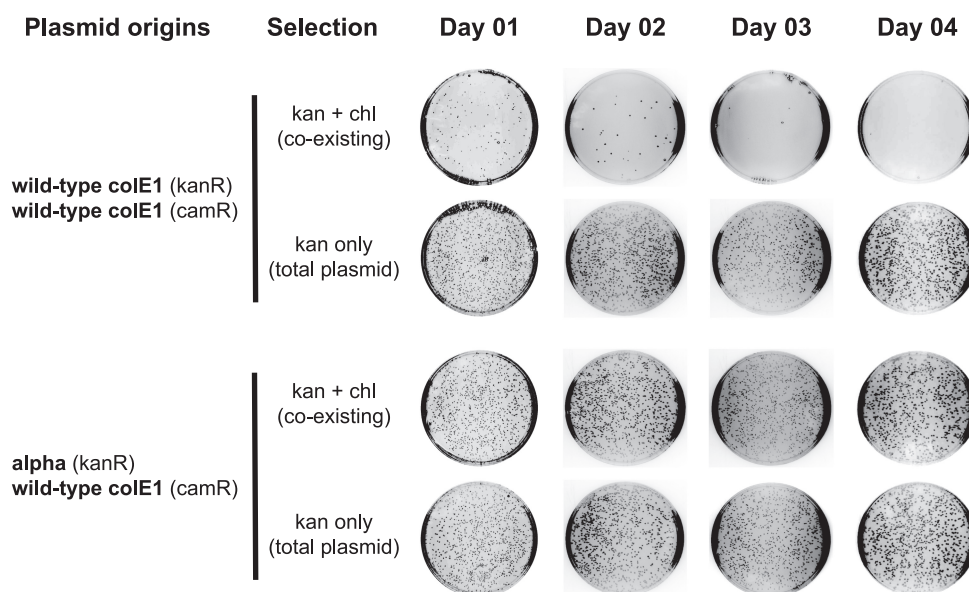 Plasmid origins Selection Day 01 Day 02 Day 03 Day 04
kan + chl
(co-existing)
wild-type colE1 (kanR)
wild-type colE1 (camR)
kan only
(total plasmid)
kan + chl
(co-existing)
alpha (kanR)
wild-type colE1 (camR)
kan only
(total plasmid)